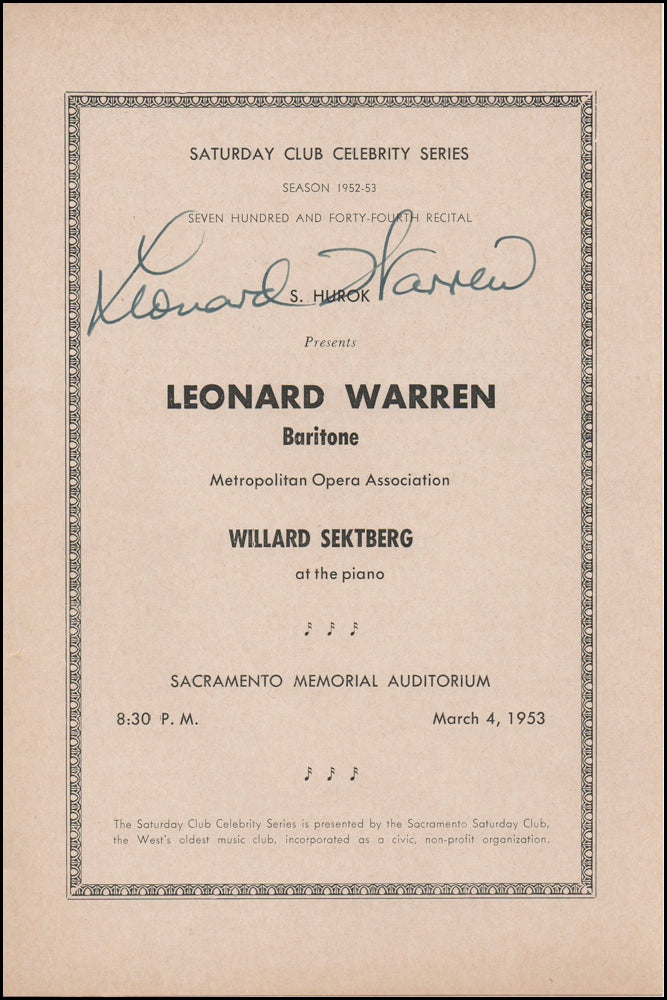 SATURDAY CLUB CELEBRITY SERIES
SEASON 1952-53
SEVEN HUNDRED AND FORTY-FOURTH RECITAL
Leonard Warren
S. HUROK
Presents
LEONARD WARREN
Baritone
Metropolitan Opera Association
WILLARD SEKTBERG
at the piano
SACRAMENTO MEMORIAL AUDITORIUM
8:30 P. M. March 4, 1953
The Saturday Club Celebrity Series is presented by the Sacramento Saturday Club,
the West's oldest music club, incorporated as a civic, non-profit organization.